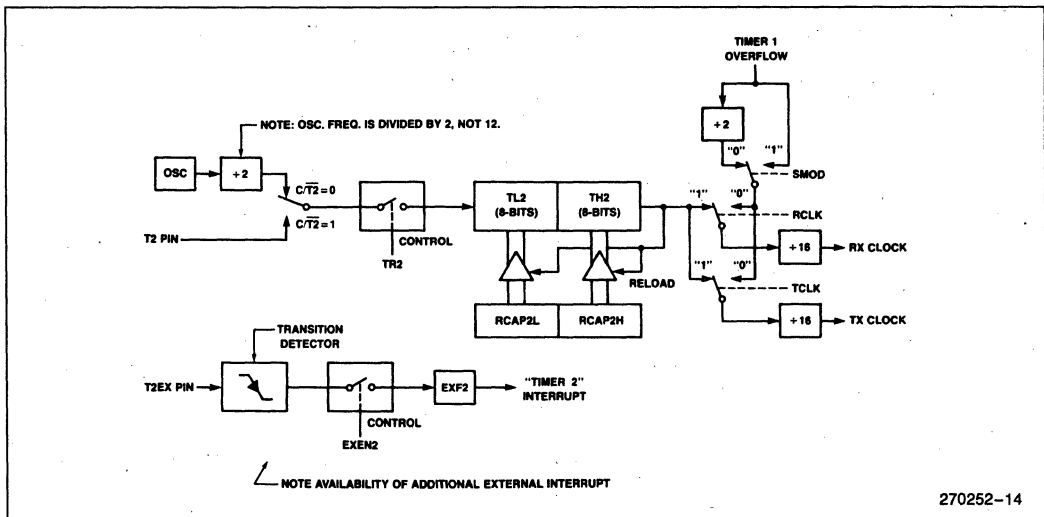 TIMER 1
OVERFLOW
NOTE: OSC. FREQ. IS DIVIDED BY 2, NOT 12.
÷ 2
"0"
"1"
OSC
÷ 2
SMOD
C/T2̅ = 0
TL2
(8-BITS)
TH2
(8-BITS)
"1"
"0"
C/T2̅ = 1
RCLK
T2 PIN
CONTROL
÷ 16
RX CLOCK
TR2
"1"
"0"
RELOAD
TCLK
RCAP2L
RCAP2H
÷ 16
TX CLOCK
TRANSITION
DETECTOR
T2EX PIN
EXF2
"TIMER 2"
INTERRUPT
CONTROL
EXEN2
NOTE AVAILABILITY OF ADDITIONAL EXTERNAL INTERRUPT
270252-14